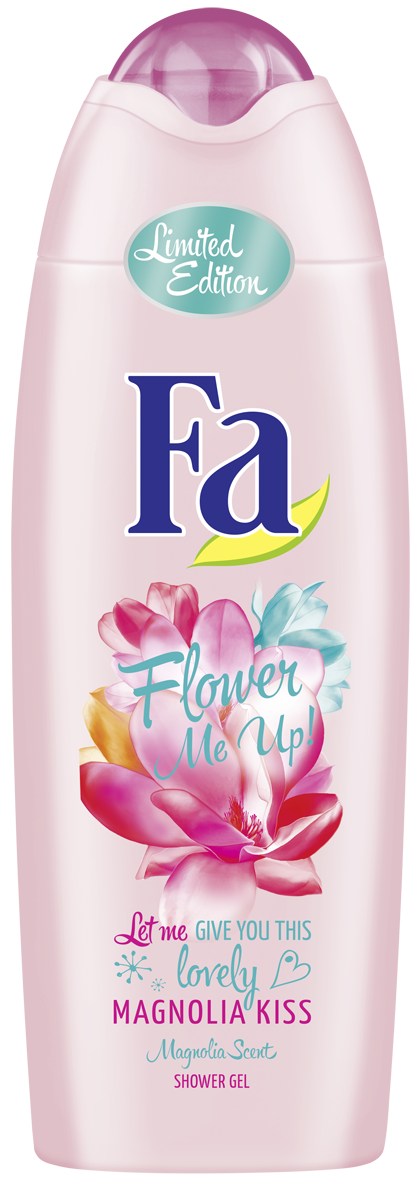 Limited
Edition
Fa
Flower
Me Up!
Let me GIVE YOU THIS
lovely
MAGNOLIA KISS
Magnolia Scent
SHOWER GEL